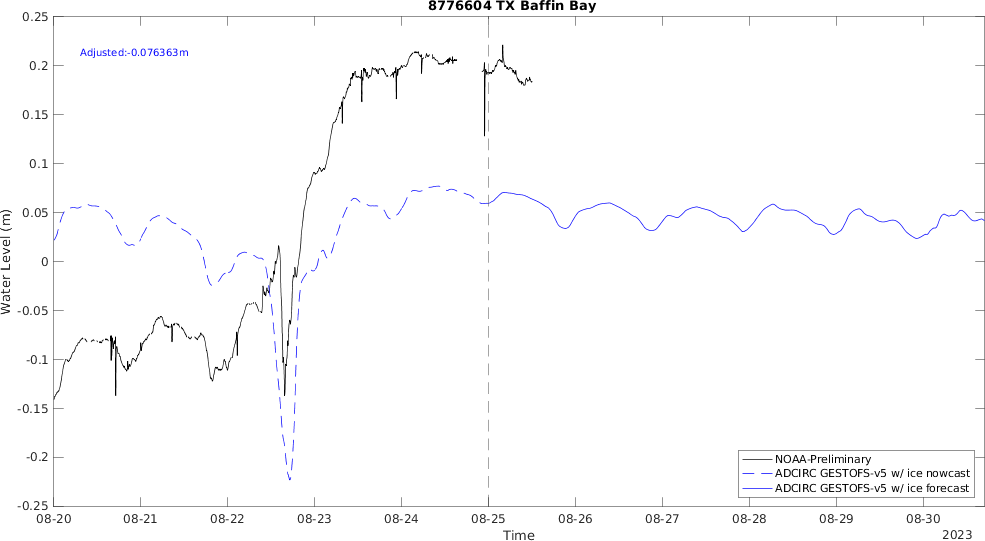 8776604 TX Baffin Bay
Adjusted:-0.076363m
0.25
0.2
0.15
0.1
0.05
0
-0.05
-0.1
-0.15
-0.2
-0.25
Water Level (m)
NOAA-Preliminary
ADCIRC GESTOFS-v5 w/ ice nowcast
ADCIRC GESTOFS-v5 w/ ice forecast
08-20 08-21 08-22 08-23 08-24 08-25 08-26 08-27 08-28 08-29 08-30
Time
2023